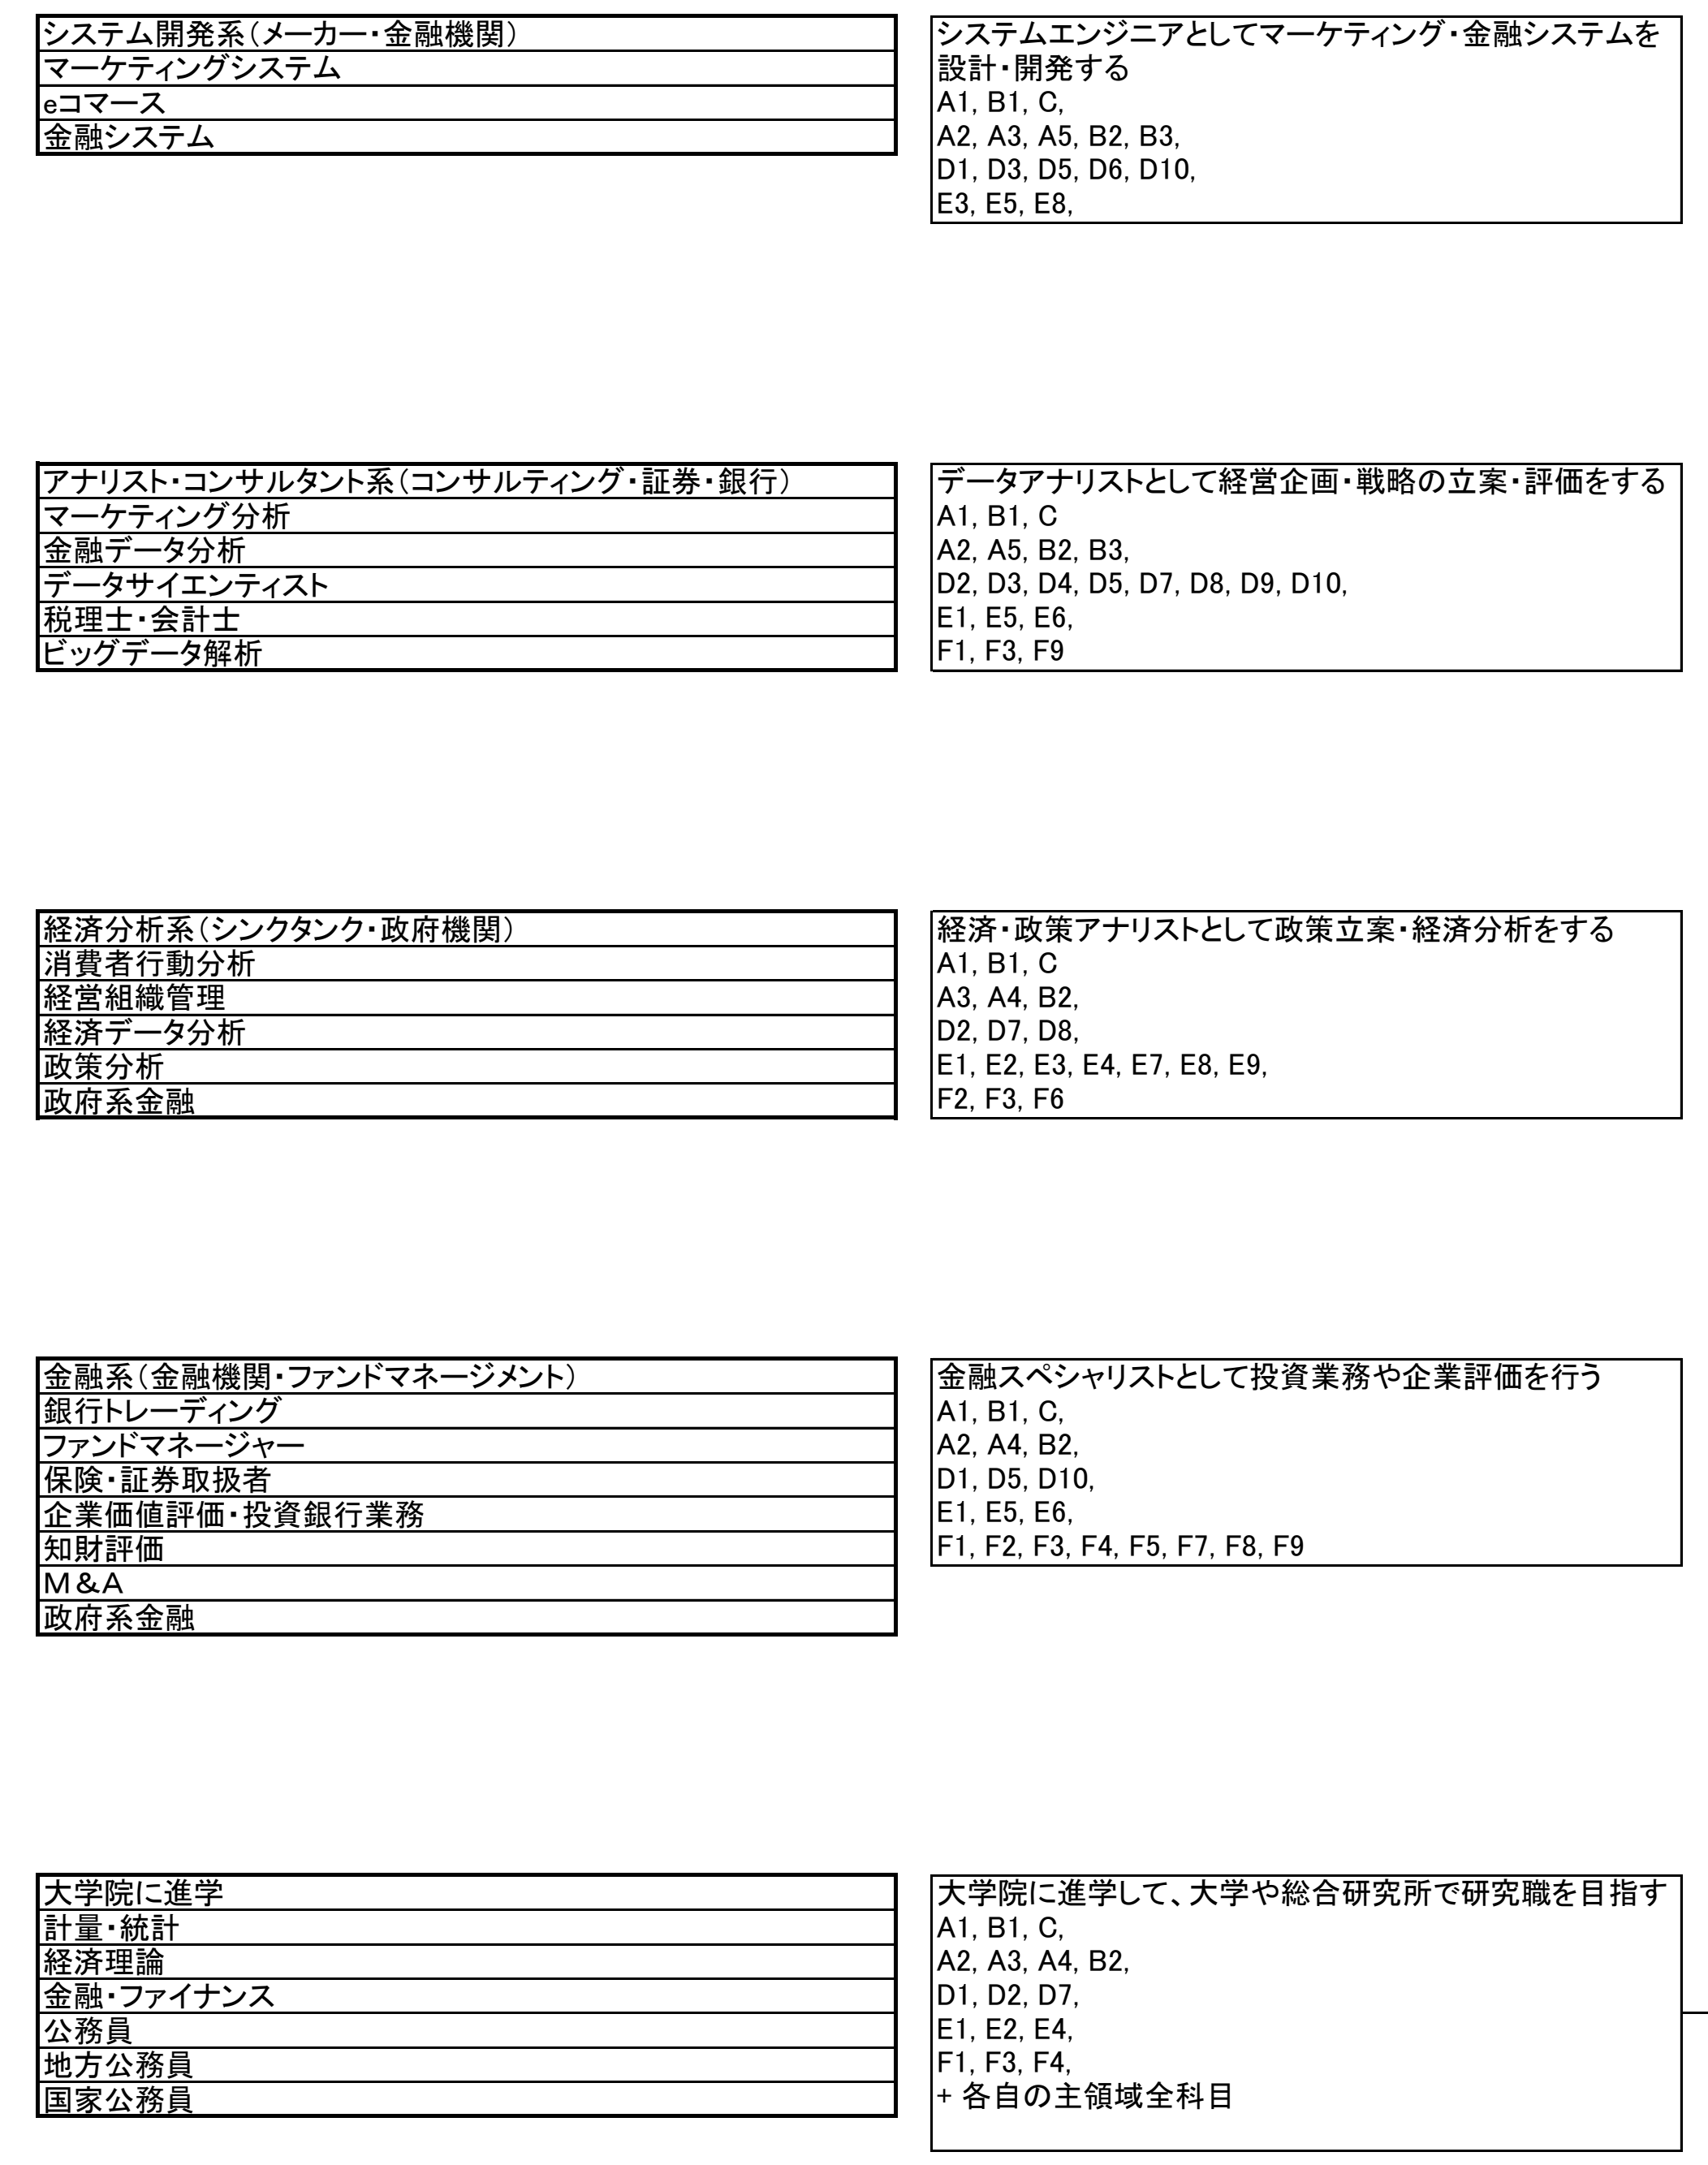 システム開発系（メーカー・金融機関）
マーケティングシステム
eコマース
金融システム
システムエンジニアとしてマーケティング・金融システムを
設計・開発する
A1, B1, C,
A2, A3, A5, B2, B3,
D1, D3, D5, D6, D10,
E3, E5, E8,
アナリスト・コンサルタント系（コンサルティング・証券・銀行）
マーケティング分析
金融データ分析
データサイエンティスト
税理士・会計士
ビッグデータ解析
データアナリストとして経営企画・戦略の立案・評価をする
A1, B1, C
A2, A5, B2, B3,
D2, D3, D4, D5, D7, D8, D9, D10,
E1, E5, E6,
F1, F3, F9
経済分析系（シンクタンク・政府機関）
消費者行動分析
経営組織管理
経済データ分析
政策分析
政府系金融
経済・政策アナリストとして政策立案・経済分析をする
A1, B1, C
A3, A4, B2,
D2, D7, D8,
E1, E2, E3, E4, E7, E8, E9,
F2, F3, F6
金融系（金融機関・ファンドマネージメント）
銀行トレーディング
ファンドマネージャー
保険・証券取扱者
企業価値評価・投資銀行業務
知財評価
M＆A
政府系金融
金融スペシャリストとして投資業務や企業評価を行う
A1, B1, C,
A2, A4, B2,
D1, D5, D10,
E1, E5, E6,
F1, F2, F3, F4, F5, F7, F8, F9
大学院に進学
計量・統計
経済理論
金融・ファイナンス
公務員
地方公務員
国家公務員
大学院に進学して、大学や総合研究所で研究職を目指す
A1, B1, C,
A2, A3, A4, B2,
D1, D2, D7,
E1, E2, E4,
F1, F3, F4,
+ 各自の主領域全科目